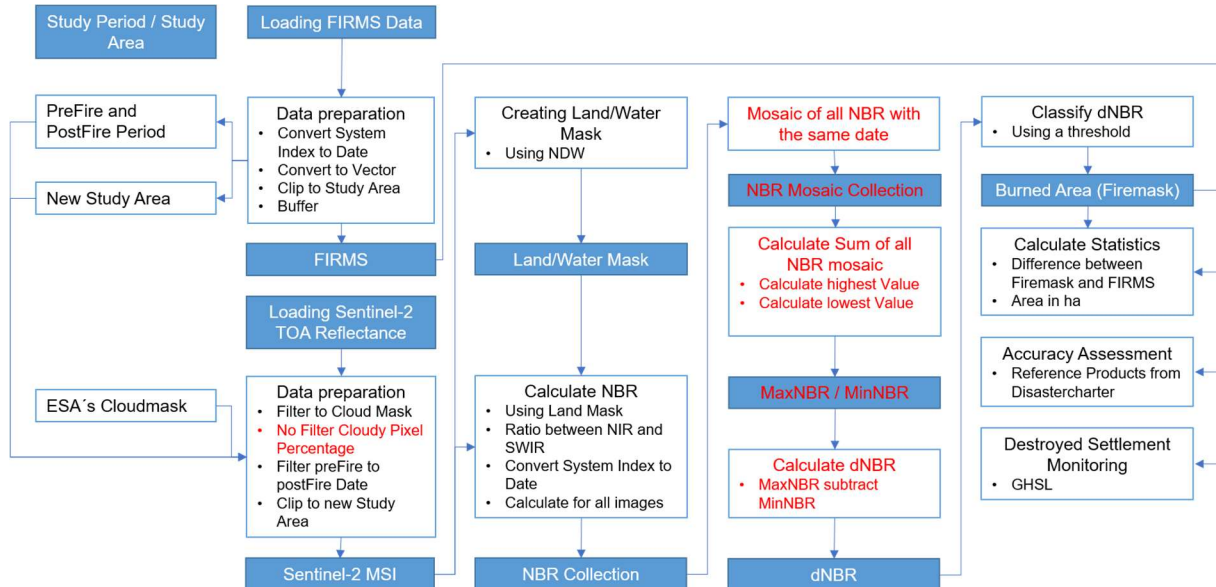 Study Period / Study
Area
PreFire and
PostFire Period
New Study Area
ESA´s Cloudmask
Loading FIRMS Data
Data preparation
• Convert System
Index to Date
• Convert to Vector
• Clip to Study Area
• Buffer
FIRMS
Loading Sentinel-2
TOA Reflectance
Data preparation
• Filter to Cloud Mask
• No Filter Cloudy Pixel
Percentage
• Filter preFire to
postFire Date
• Clip to new Study
Area
Sentinel-2 MSI
Creating Land/Water
Mask
• Using NDW
Land/Water Mask
Calculate NBR
• Using Land Mask
• Ratio between NIR and
SWIR
• Convert System Index to
Date
• Calculate for all images
NBR Collection
Mosaic of all NBR with
the same date
NBR Mosaic Collection
Calculate Sum of all
NBR mosaic
• Calculate highest Value
• Calculate lowest Value
MaxNBR / MinNBR
Calculate dNBR
• MaxNBR subtract
MinNBR
dNBR
Classify dNBR
• Using a threshold
Burned Area (Firemask)
Calculate Statistics
• Difference between
Firemask and FIRMS
• Area in ha
Accuracy Assessment
• Reference Products from
Disastercharter
Destroyed Settlement
Monitoring
• GHSL